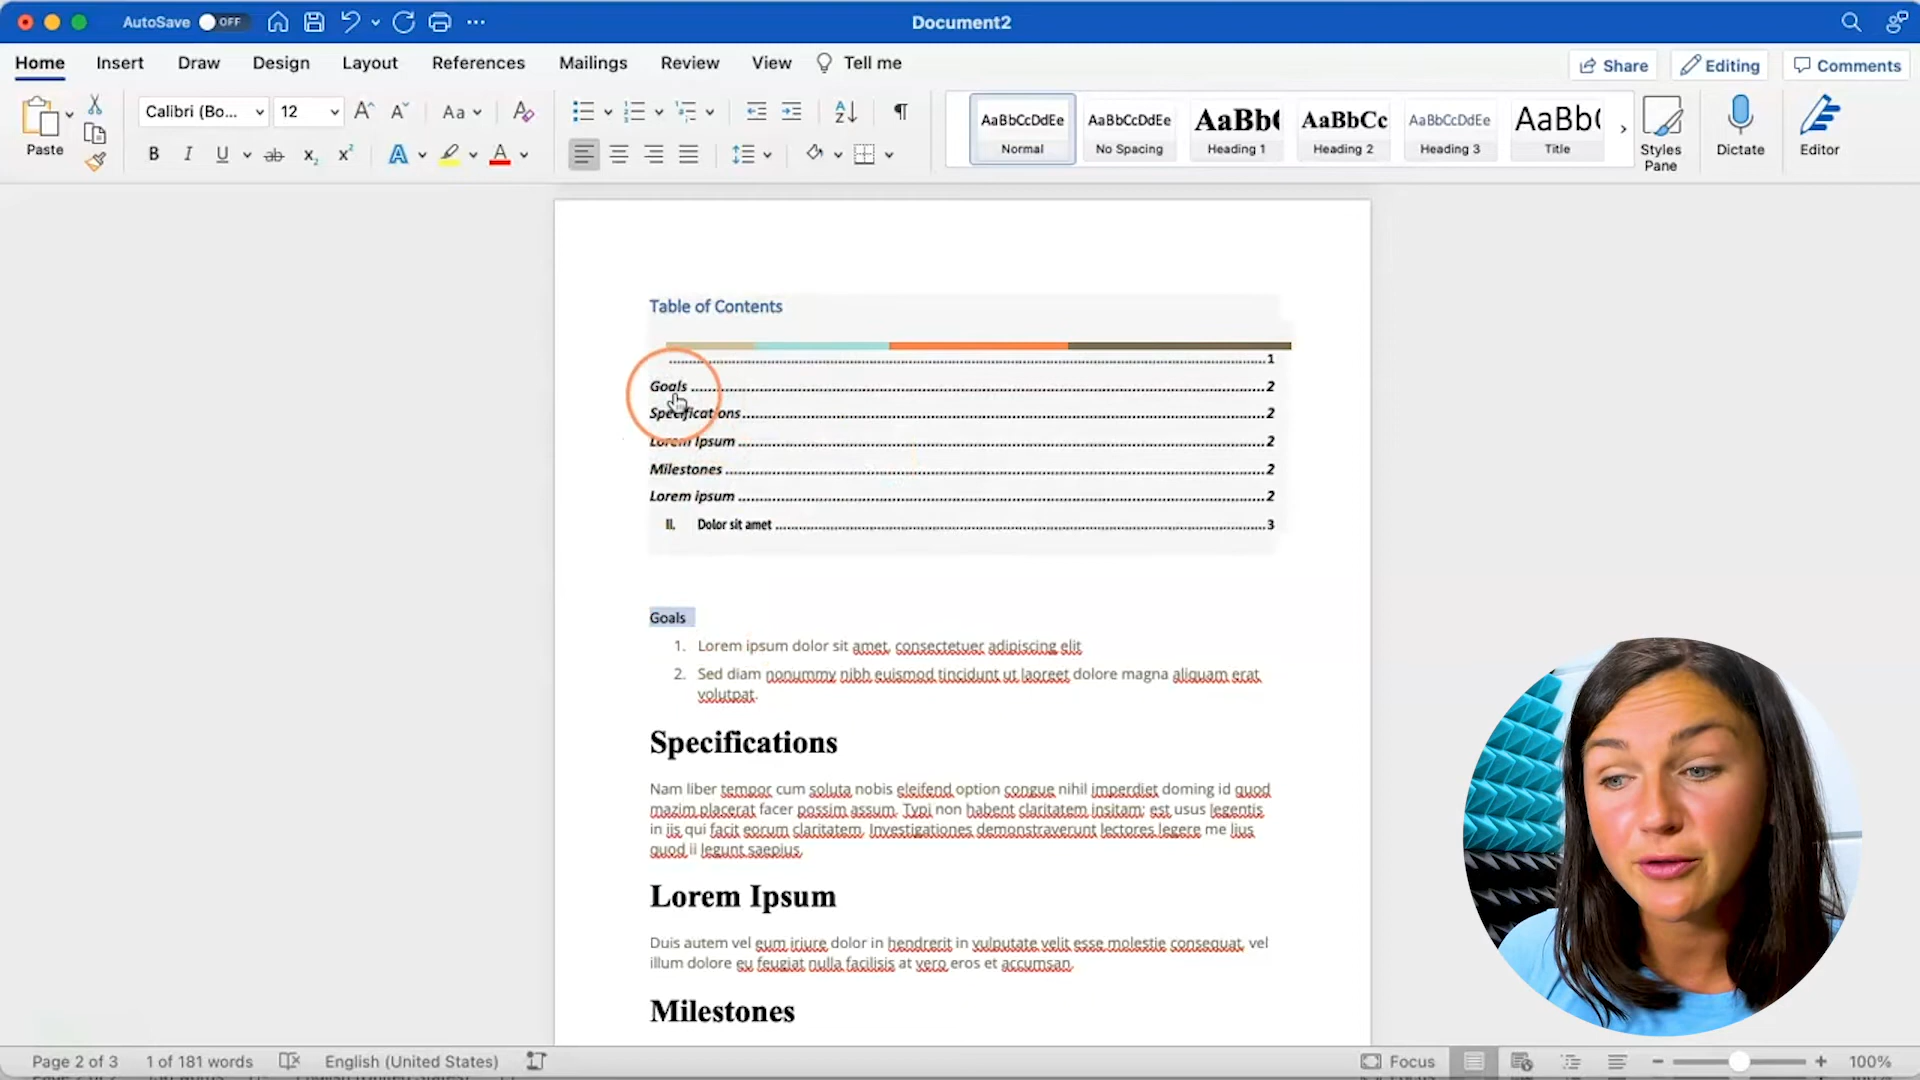 AutoSave OFF Document2
Home Insert Draw Design Layout References Mailings Review View Tell me Share Editing Comments
Paste Calibri (Bo... 12 Aa
AaBbCcDdEe AaBbCcDdEe AaBb( AaBbCc AaBbCcDdEe AaBb(
Normal No Spacing Heading 1 Heading 2 Heading 3 Title Styles Pane Dictate Editor
B I U ab x2 x2 A A
Table of Contents
........ 1
Goals ........ 2
Specifications ........ 2
Lorem Ipsum ........ 2
Milestones ........ 2
Lorem ipsum ........ 2
II. Dolor sit amet ........ 3
Goals
1. Lorem ipsum dolor sit amet, consectetuer adipiscing elit
2. Sed diam nonummy nibh euismod tincidunt ut laoreet dolore magna aliquam erat
volutpat.
Specifications
Nam liber tempor cum soluta nobis eleifend option congue nihil imperdiet doming id quod
mazim placerat facer possim assum. Typi non habent claritatem insitam; est usus legentis
in iis qui facit eorum claritatem. Investigationes demonstraverunt lectores legere me lius
quod ii legunt saepius.
Lorem Ipsum
Duis autem vel eum iriure dolor in hendrerit in vulputate velit esse molestie consequat, vel
illum dolore eu feugiat nulla facilisis at vero eros et accumsan.
Milestones
Page 2 of 3 1 of 181 words English (United States) Focus 100%